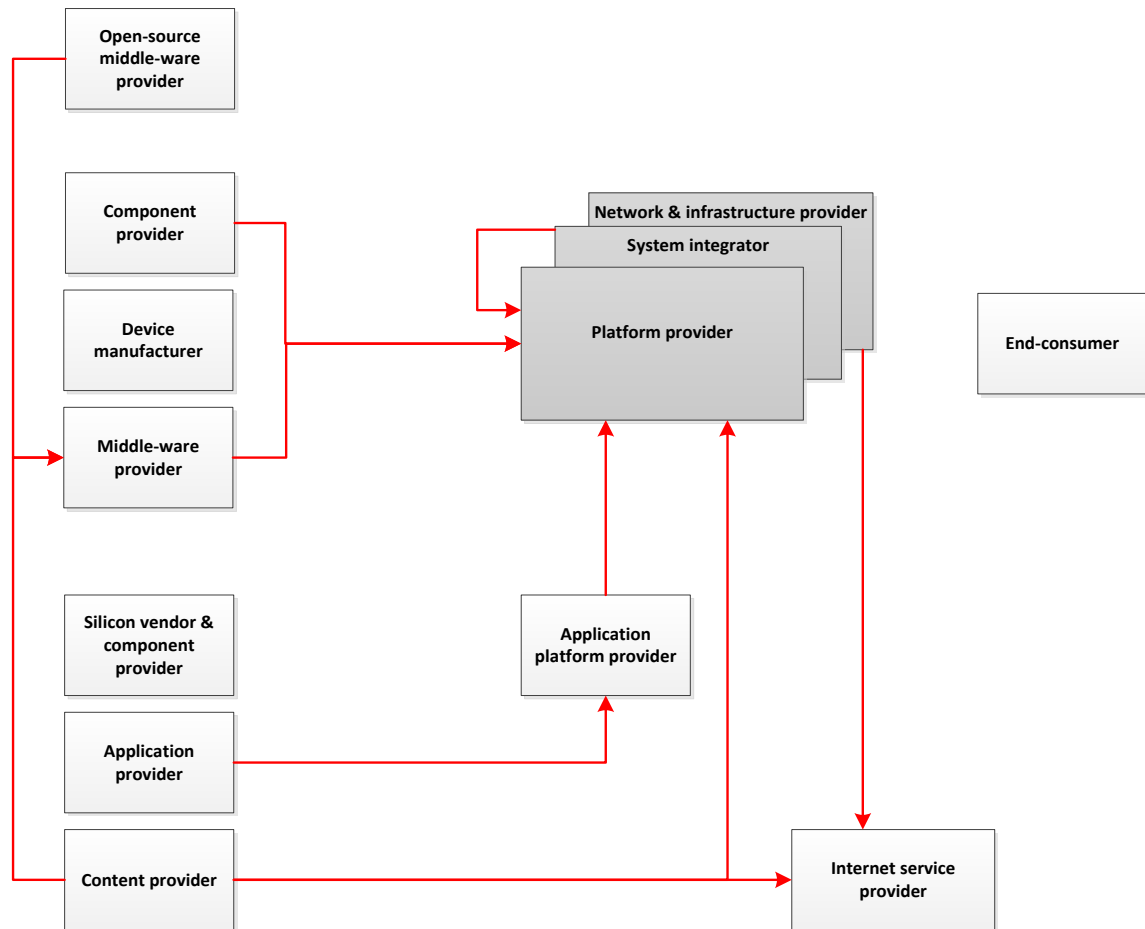 Open-source
middle-ware
provider
Component
provider
Network & infrastructure provider
System integrator
Platform provider
Device
manufacturer
End-consumer
Middle-ware
provider
Silicon vendor &
component
provider
Application
platform provider
Application
provider
Content provider
Internet service
provider